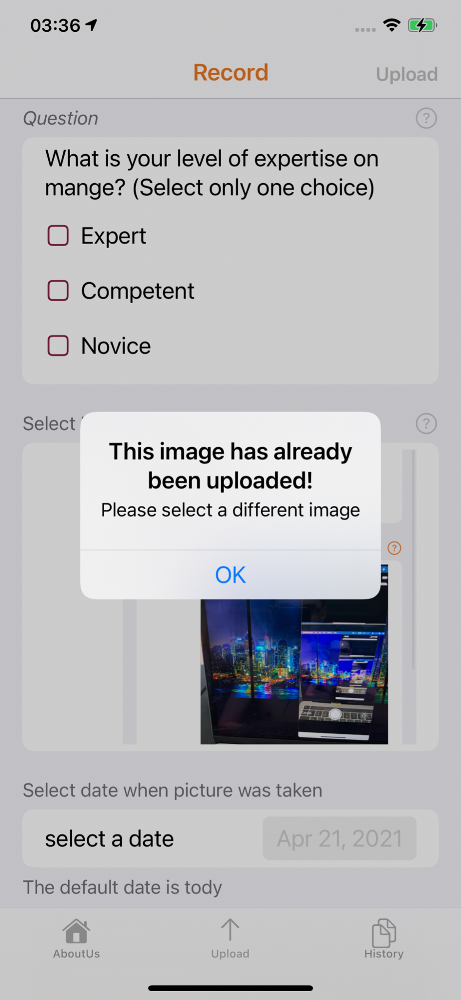 03:36
Record
Upload
Question
?
What is your level of expertise on
mange? (Select only one choice)
Expert
Competent
Novice
Select
?
This image has already
been uploaded!
Please select a different image
?
OK
PHOTO
Cancel
Select date when picture was taken
select a date
Apr 21, 2021
The default date is tody
AboutUs
Upload
History